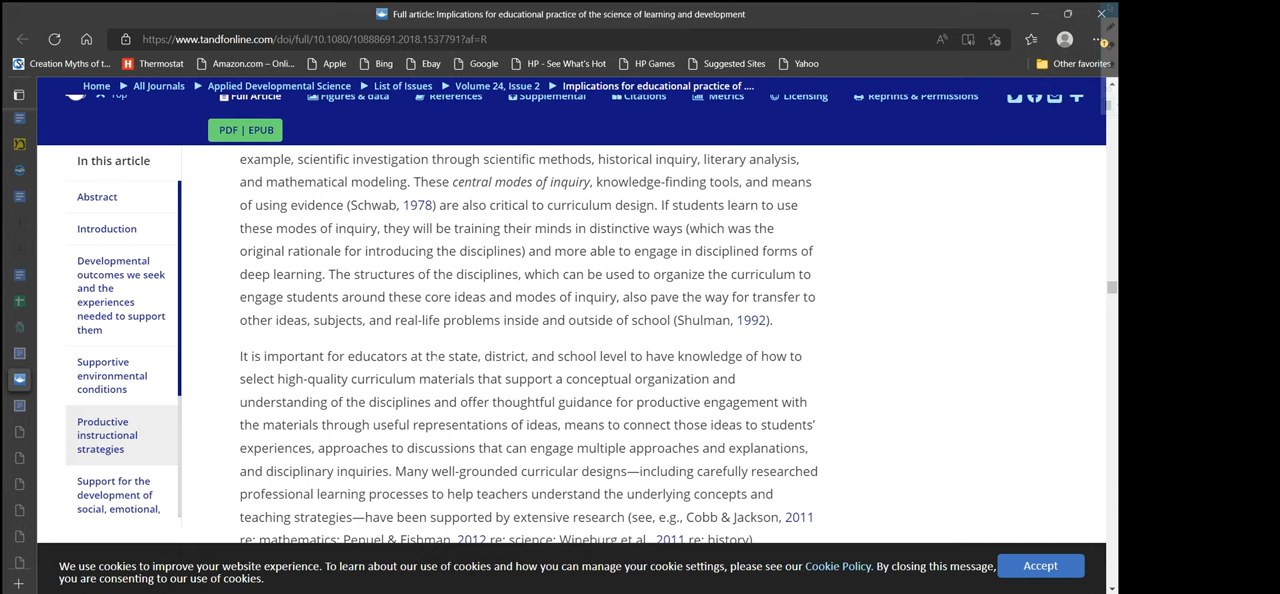 Full article: Implications for educational practice of the science of learning and development
https://www.tandfonline.com/doi/full/10.1080/10888691.2018.1537791?af=R
Creation Myths of t... Thermostat Amazon.com – Onli... Apple Bing Ebay Google HP - See What's Hot HP Games Suggested Sites Yahoo Other favorites
Home All Journals Applied Developmental Science List of Issues Volume 24, Issue 2 Implications for educational practice of ....
Top Full Article Figures & data References Supplemental Citations Metrics Licensing Reprints & Permissions
PDF | EPUB
In this article
Abstract
Introduction
Developmental
outcomes we seek
and the
experiences
needed to support
them
Supportive
environmental
conditions
Productive
instructional
strategies
Support for the
development of
social, emotional,
example, scientific investigation through scientific methods, historical inquiry, literary analysis,
and mathematical modeling. These central modes of inquiry, knowledge-finding tools, and means
of using evidence (Schwab, 1978) are also critical to curriculum design. If students learn to use
these modes of inquiry, they will be training their minds in distinctive ways (which was the
original rationale for introducing the disciplines) and more able to engage in disciplined forms of
deep learning. The structures of the disciplines, which can be used to organize the curriculum to
engage students around these core ideas and modes of inquiry, also pave the way for transfer to
other ideas, subjects, and real-life problems inside and outside of school (Shulman, 1992).
It is important for educators at the state, district, and school level to have knowledge of how to
select high-quality curriculum materials that support a conceptual organization and
understanding of the disciplines and offer thoughtful guidance for productive engagement with
the materials through useful representations of ideas, means to connect those ideas to students'
experiences, approaches to discussions that can engage multiple approaches and explanations,
and disciplinary inquiries. Many well-grounded curricular designs—including carefully researched
professional learning processes to help teachers understand the underlying concepts and
teaching strategies—have been supported by extensive research (see, e.g., Cobb & Jackson, 2011
re: mathematics; Penuel & Fishman, 2012 re: science; Wineburg et al., 2011 re: history).
We use cookies to improve your website experience. To learn about our use of cookies and how you can manage your cookie settings, please see our Cookie Policy. By closing this message,
you are consenting to our use of cookies.
Accept